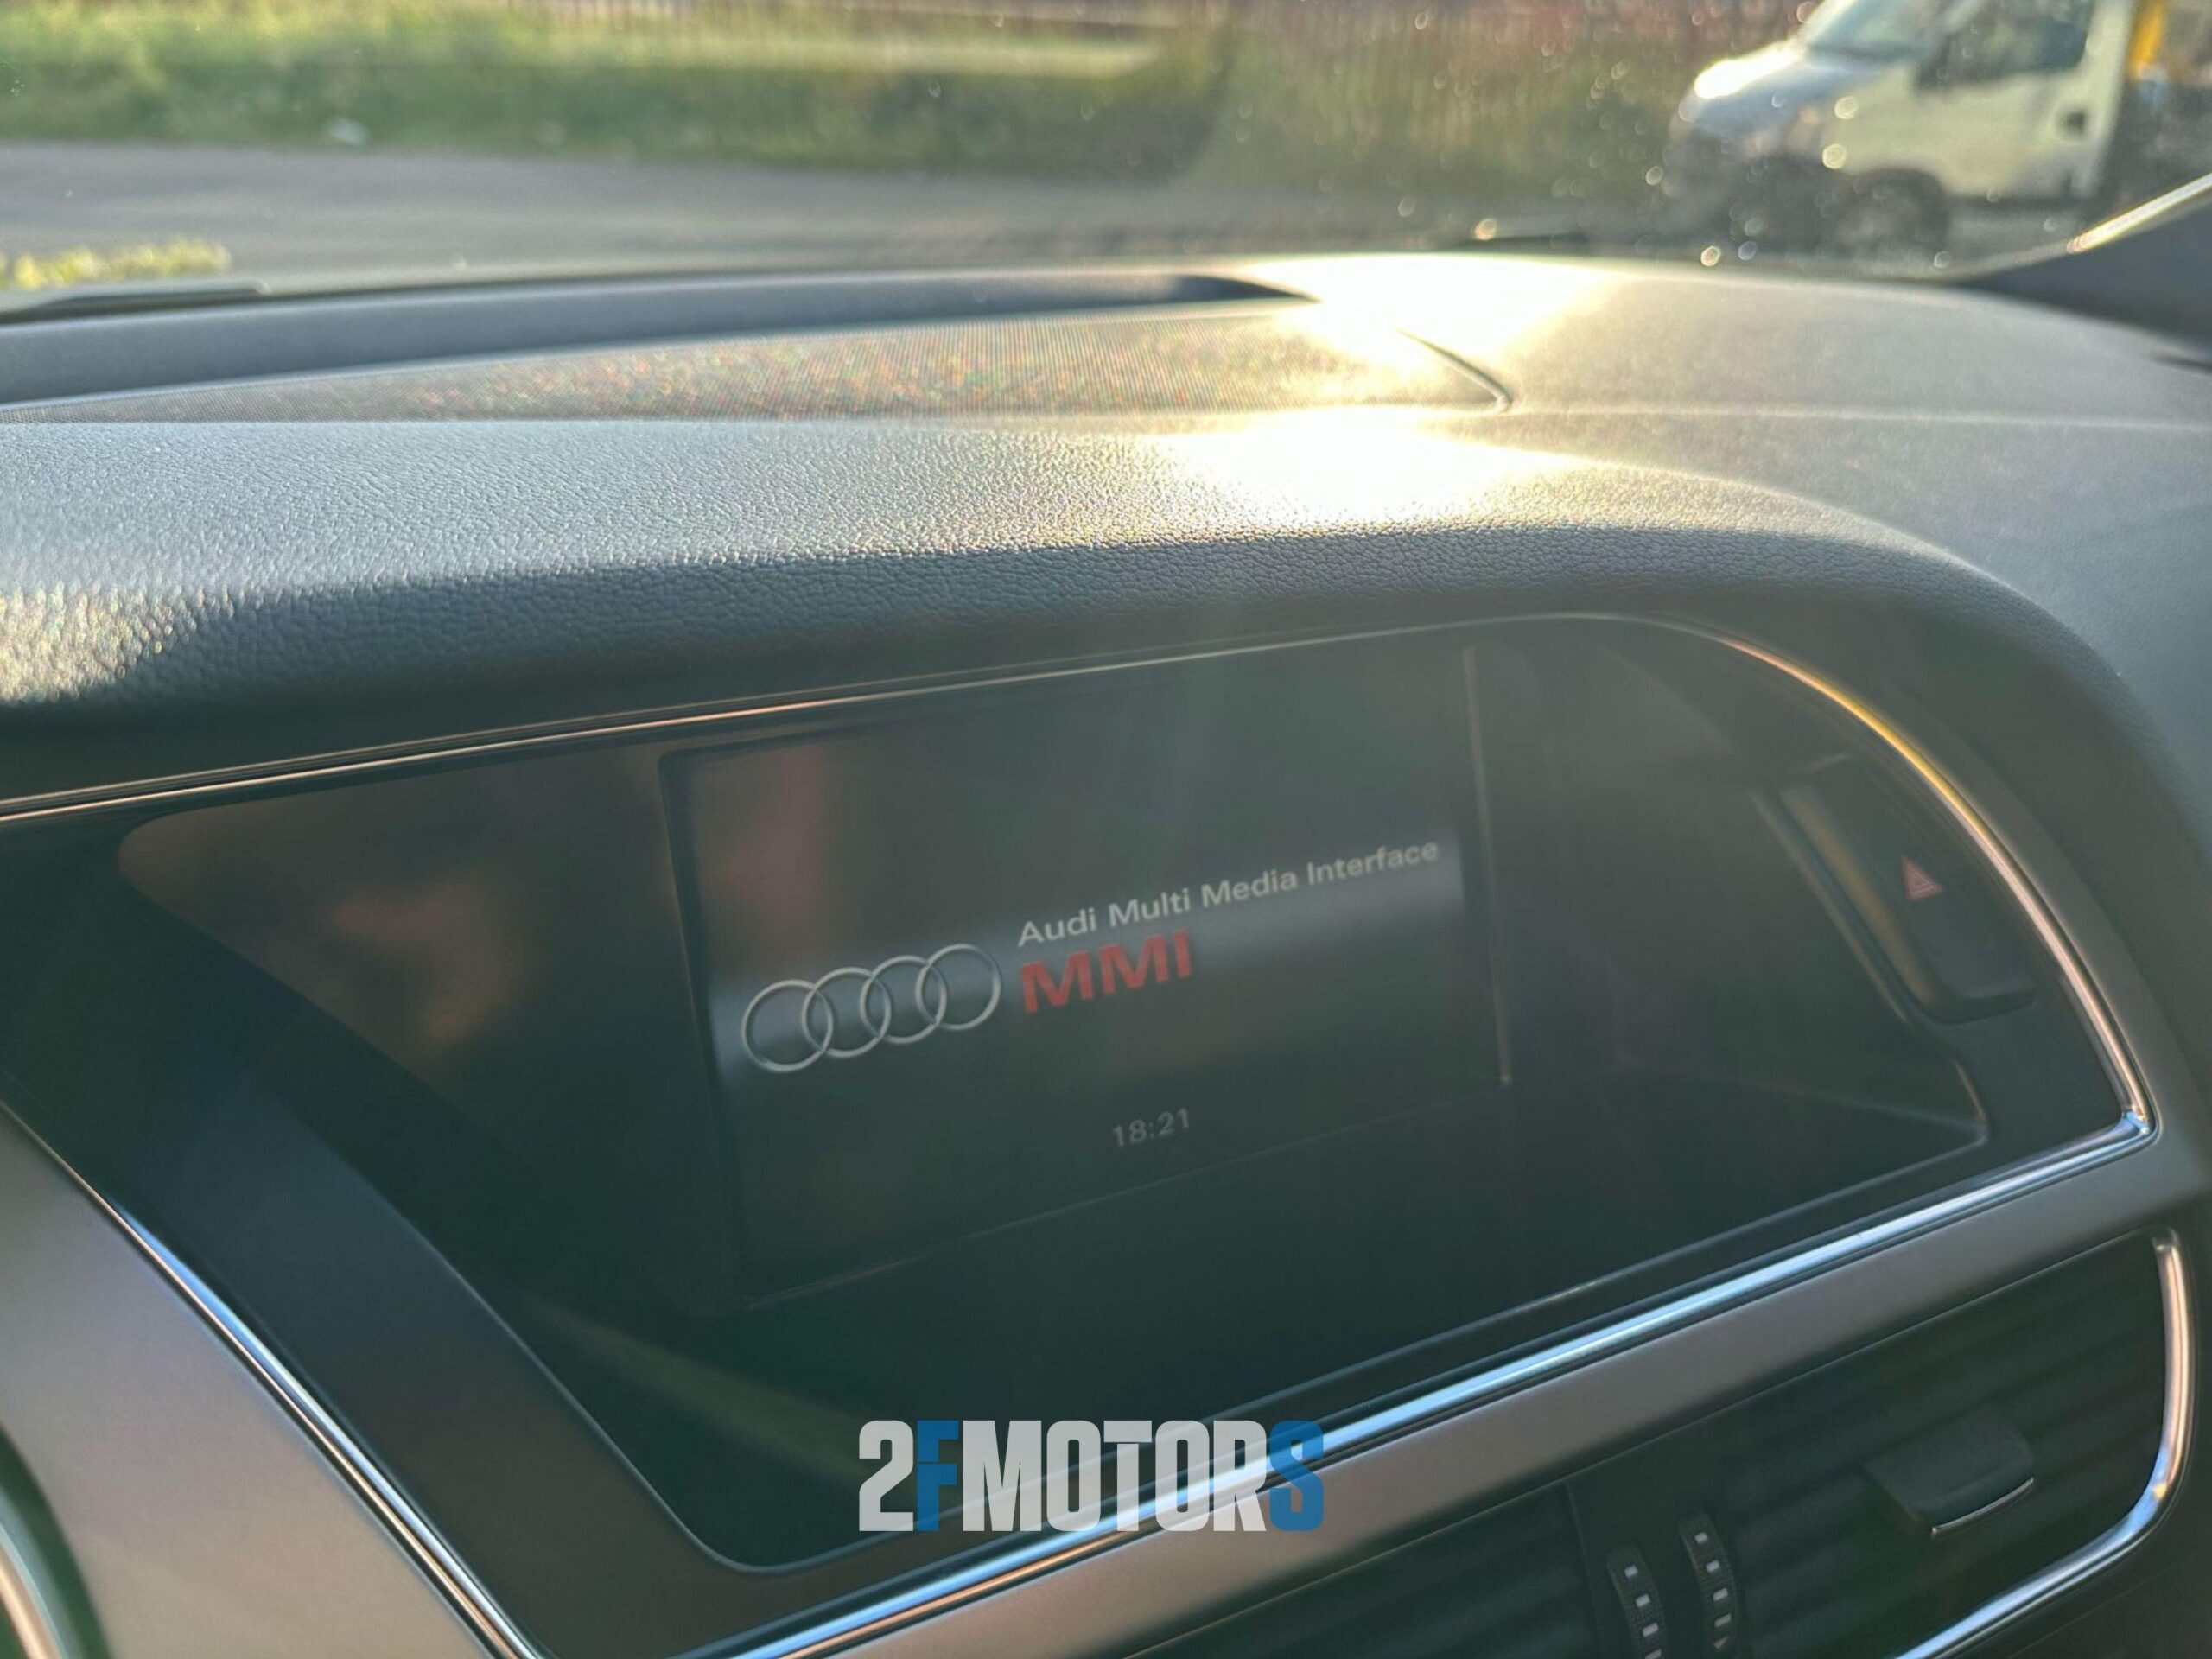 Audi Multi Media Interface
MMI
18:21
2FMOTORS